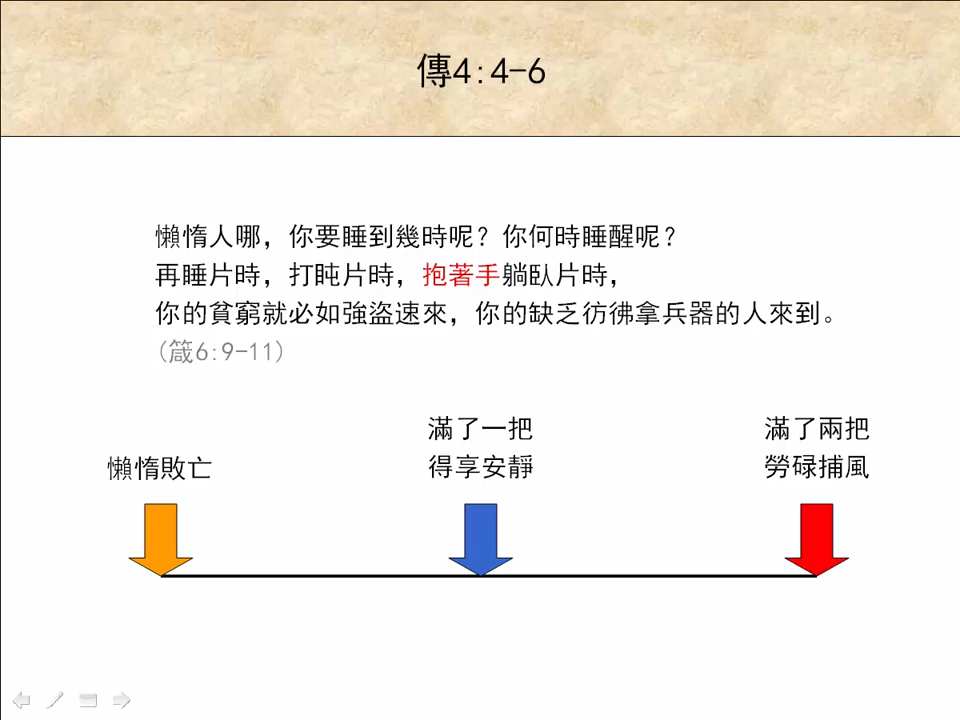 傳4:4-6
懶惰人哪，你要睡到幾時呢？你何時睡醒呢？
再睡片時，打盹片時，抱著手躺臥片時，
你的貧窮就必如強盜速來，你的缺乏彷彿拿兵器的人來到。
(箴6:9-11)
懶惰敗亡
滿了一把
得享安靜
滿了兩把
勞碌捕風